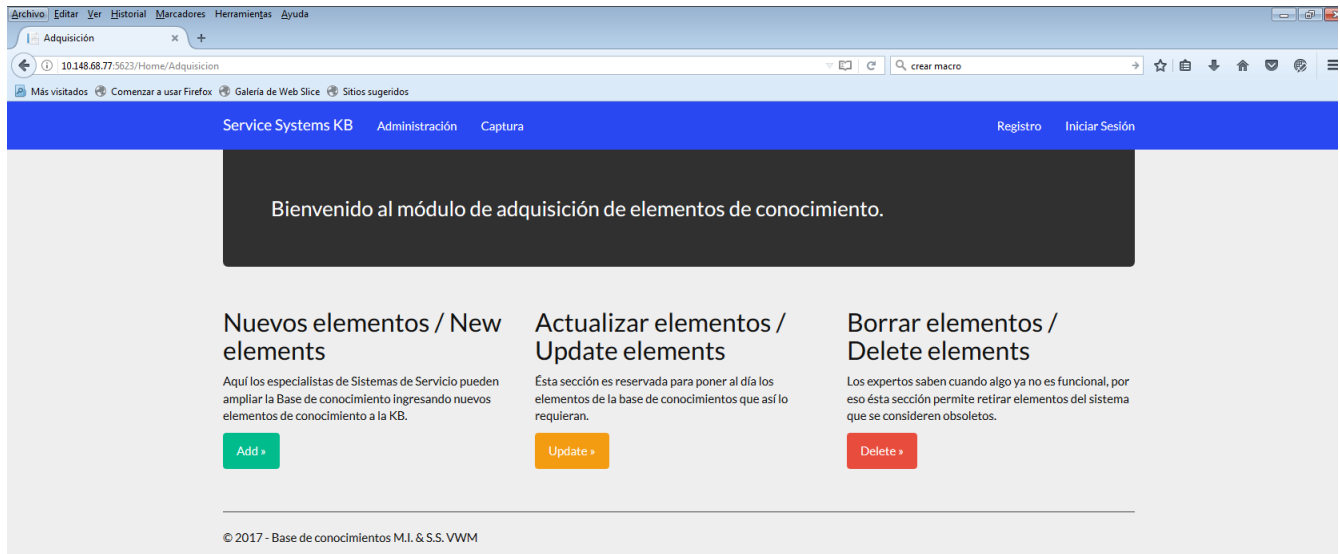 Archivo Editar Ver Historial Marcadores Herramientas Ayuda
Adquisición
10.148.68.77:5623/Home/Adquisicion
crear macro
Más visitados Comenzar a usar Firefox Galería de Web Slice Sitios sugeridos
Service Systems KB Administración Captura Registro Iniciar Sesión
Bienvenido al módulo de adquisición de elementos de conocimiento.
Nuevos elementos / New
elements
Aquí los especialistas de Sistemas de Servicio pueden
ampliar la Base de conocimiento ingresando nuevos
elementos de conocimiento a la KB.
Add »
Actualizar elementos /
Update elements
Ésta sección es reservada para poner al día los
elementos de la base de conocimientos que así lo
requieran.
Update »
Borrar elementos /
Delete elements
Los expertos saben cuando algo ya no es funcional, por
eso ésta sección permite retirar elementos del sistema
que se consideren obsoletos.
Delete »
© 2017 - Base de conocimientos M.I. & S.S. VWM